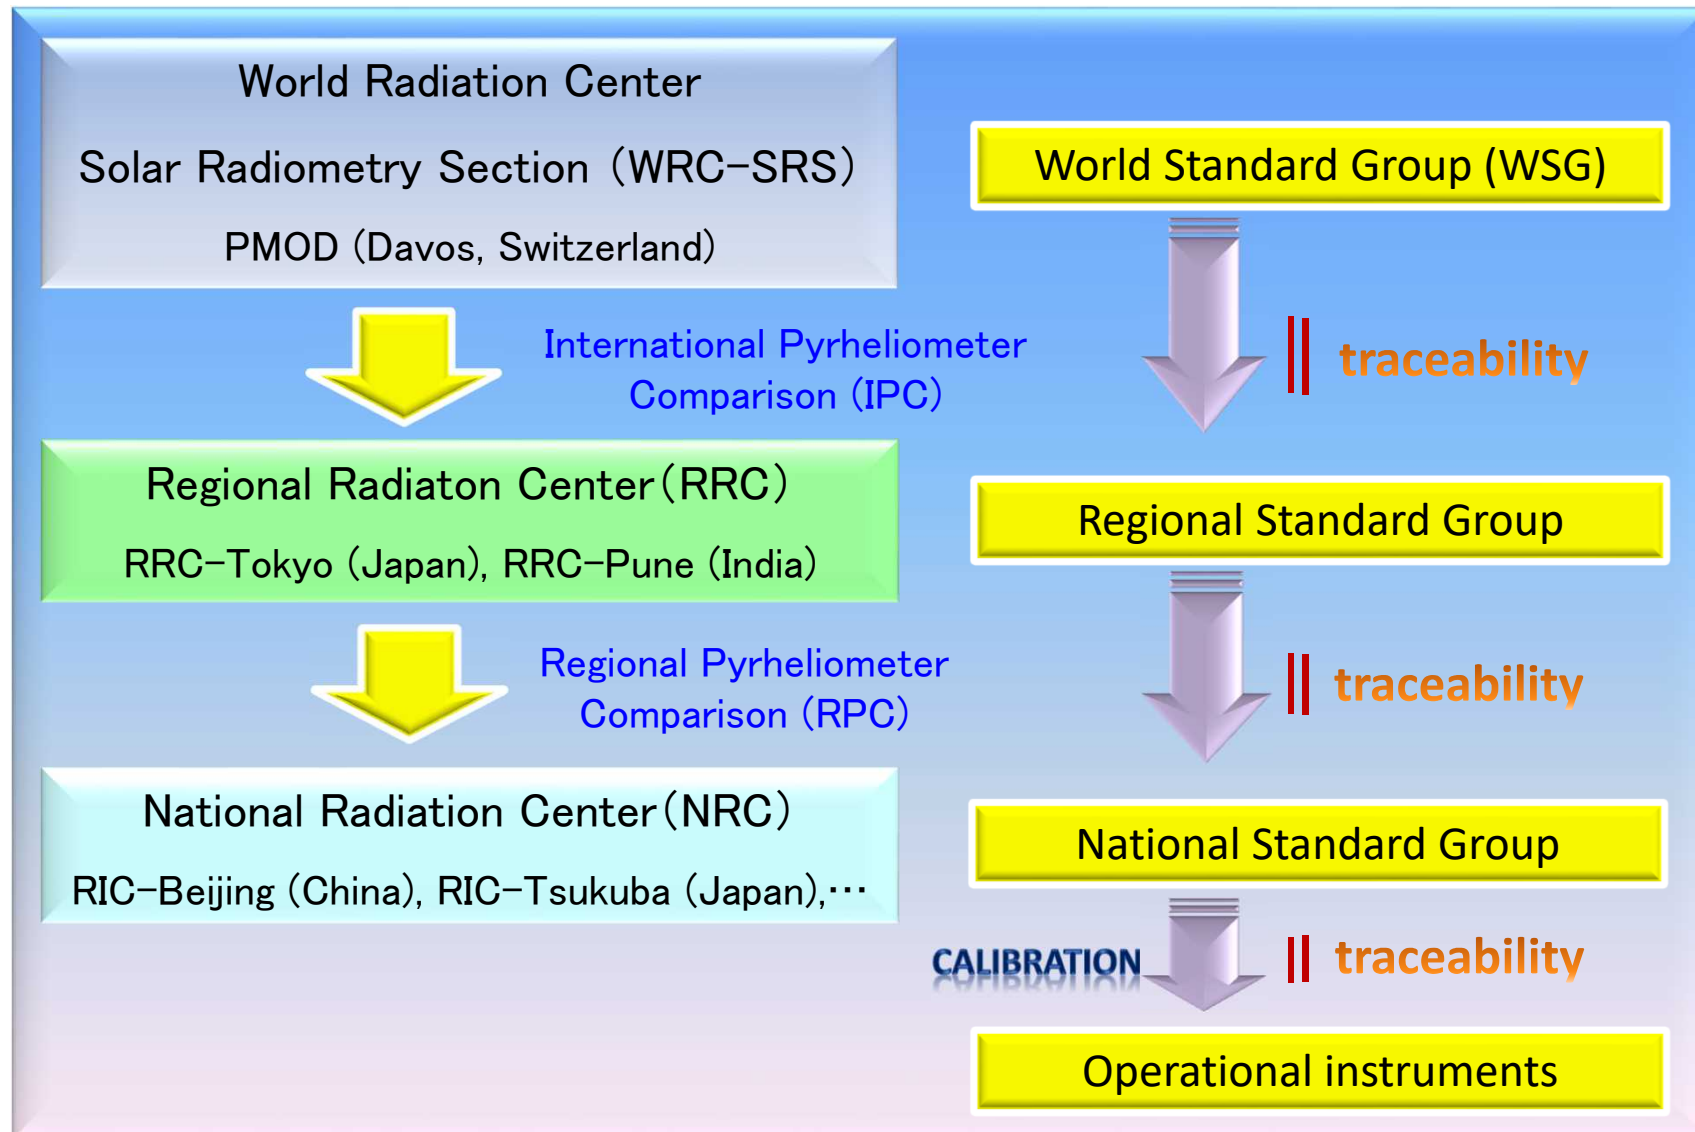 World Radiation Center
Solar Radiometry Section (WRC-SRS)
PMOD (Davos, Switzerland)
World Standard Group (WSG)
International Pyrheliometer
Comparison (IPC)
traceability
Regional Radiaton Center(RRC)
RRC-Tokyo (Japan), RRC-Pune (India)
Regional Standard Group
Regional Pyrheliometer
Comparison (RPC)
traceability
National Radiation Center(NRC)
RIC-Beijing (China), RIC-Tsukuba (Japan),…
National Standard Group
CALIBRATION
traceability
Operational instruments